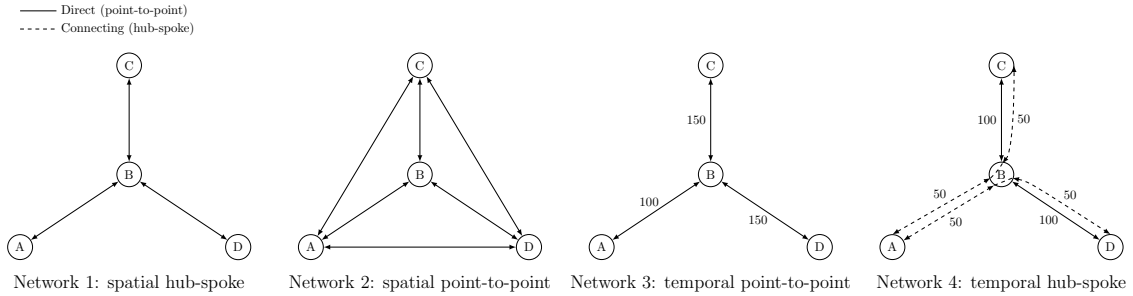 Direct (point-to-point)
Connecting (hub-spoke)
C
B
A
D
Network 1: spatial hub-spoke
C
B
A
D
Network 2: spatial point-to-point
C
150
B
100
150
A
D
Network 3: temporal point-to-point
C
100
50
B
50
50
50
100
A
D
Network 4: temporal hub-spoke